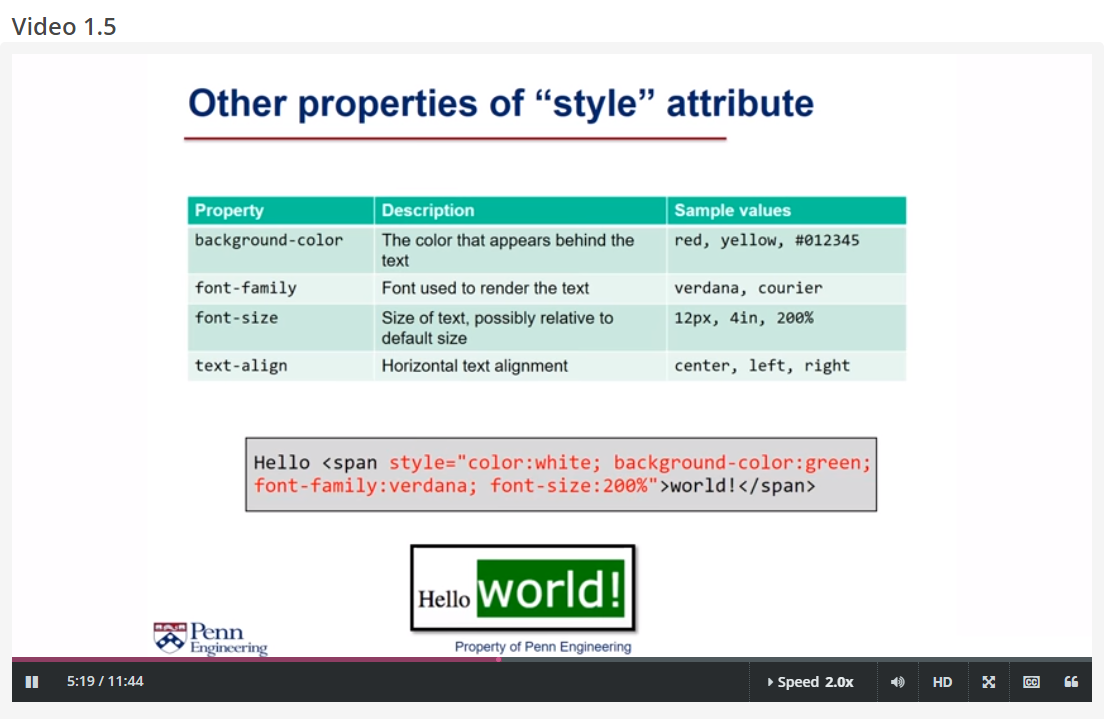 Video 1.5
Other properties of “style” attribute
Property Description Sample values
background-color The color that appears behind the red, yellow, #012345
text
font-family Font used to render the text verdana, courier
font-size Size of text, possibly relative to 12px, 4in, 200%
default size
text-align Horizontal text alignment center, left, right
Hello <span style="color:white; background-color:green;
font-family:verdana; font-size:200%">world!</span>
Hello world!
Penn
Engineering
Property of Penn Engineering
5:19 / 11:44 Speed 2.0x HD CC